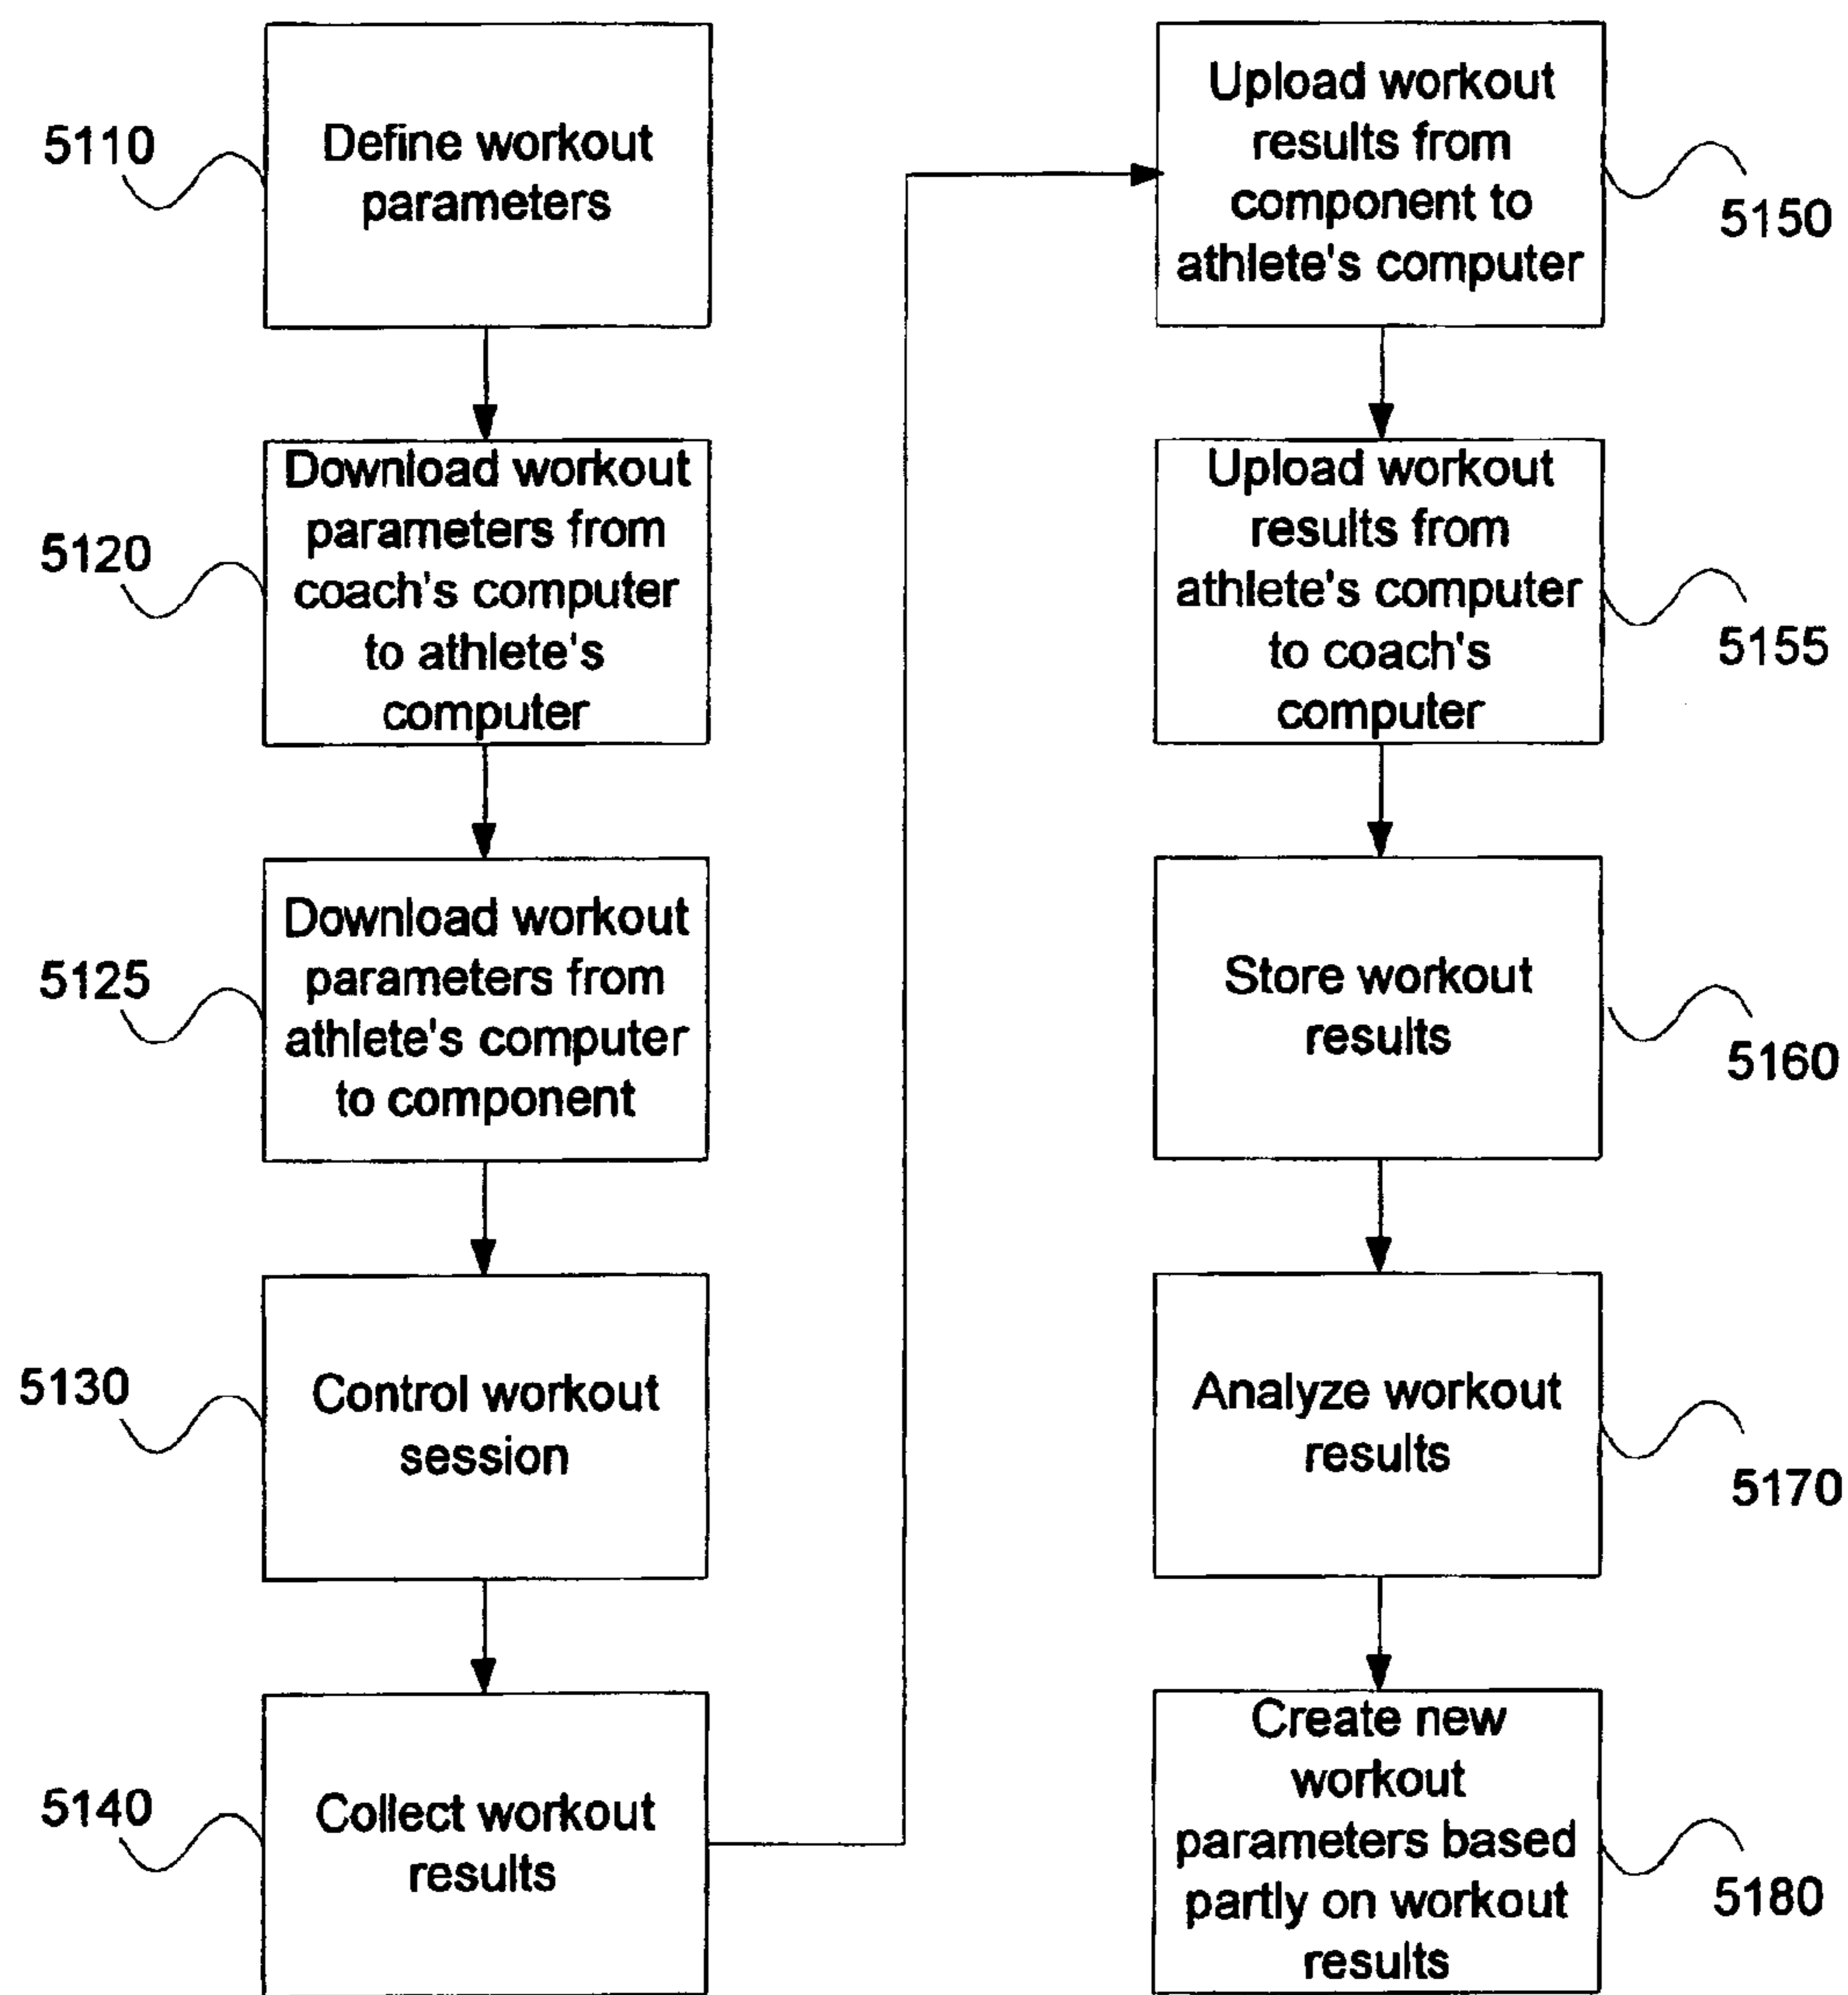 5110
Define workout
parameters
5120
Download workout
parameters from
coach's computer
to athlete's
computer
5125
Download workout
parameters from
athlete's computer
to component
5130
Control workout
session
5140
Collect workout
results
Upload workout
results from
component to
athlete's computer
5150
Upload workout
results from
athlete's computer
to coach's
computer
5155
Store workout
results
5160
Analyze workout
results
5170
Create new
workout
parameters based
partly on workout
results
5180